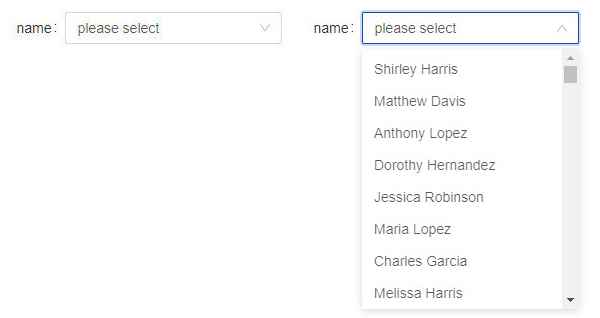 name: please select name: please select
Shirley Harris
Matthew Davis
Anthony Lopez
Dorothy Hernandez
Jessica Robinson
Maria Lopez
Charles Garcia
Melissa Harris